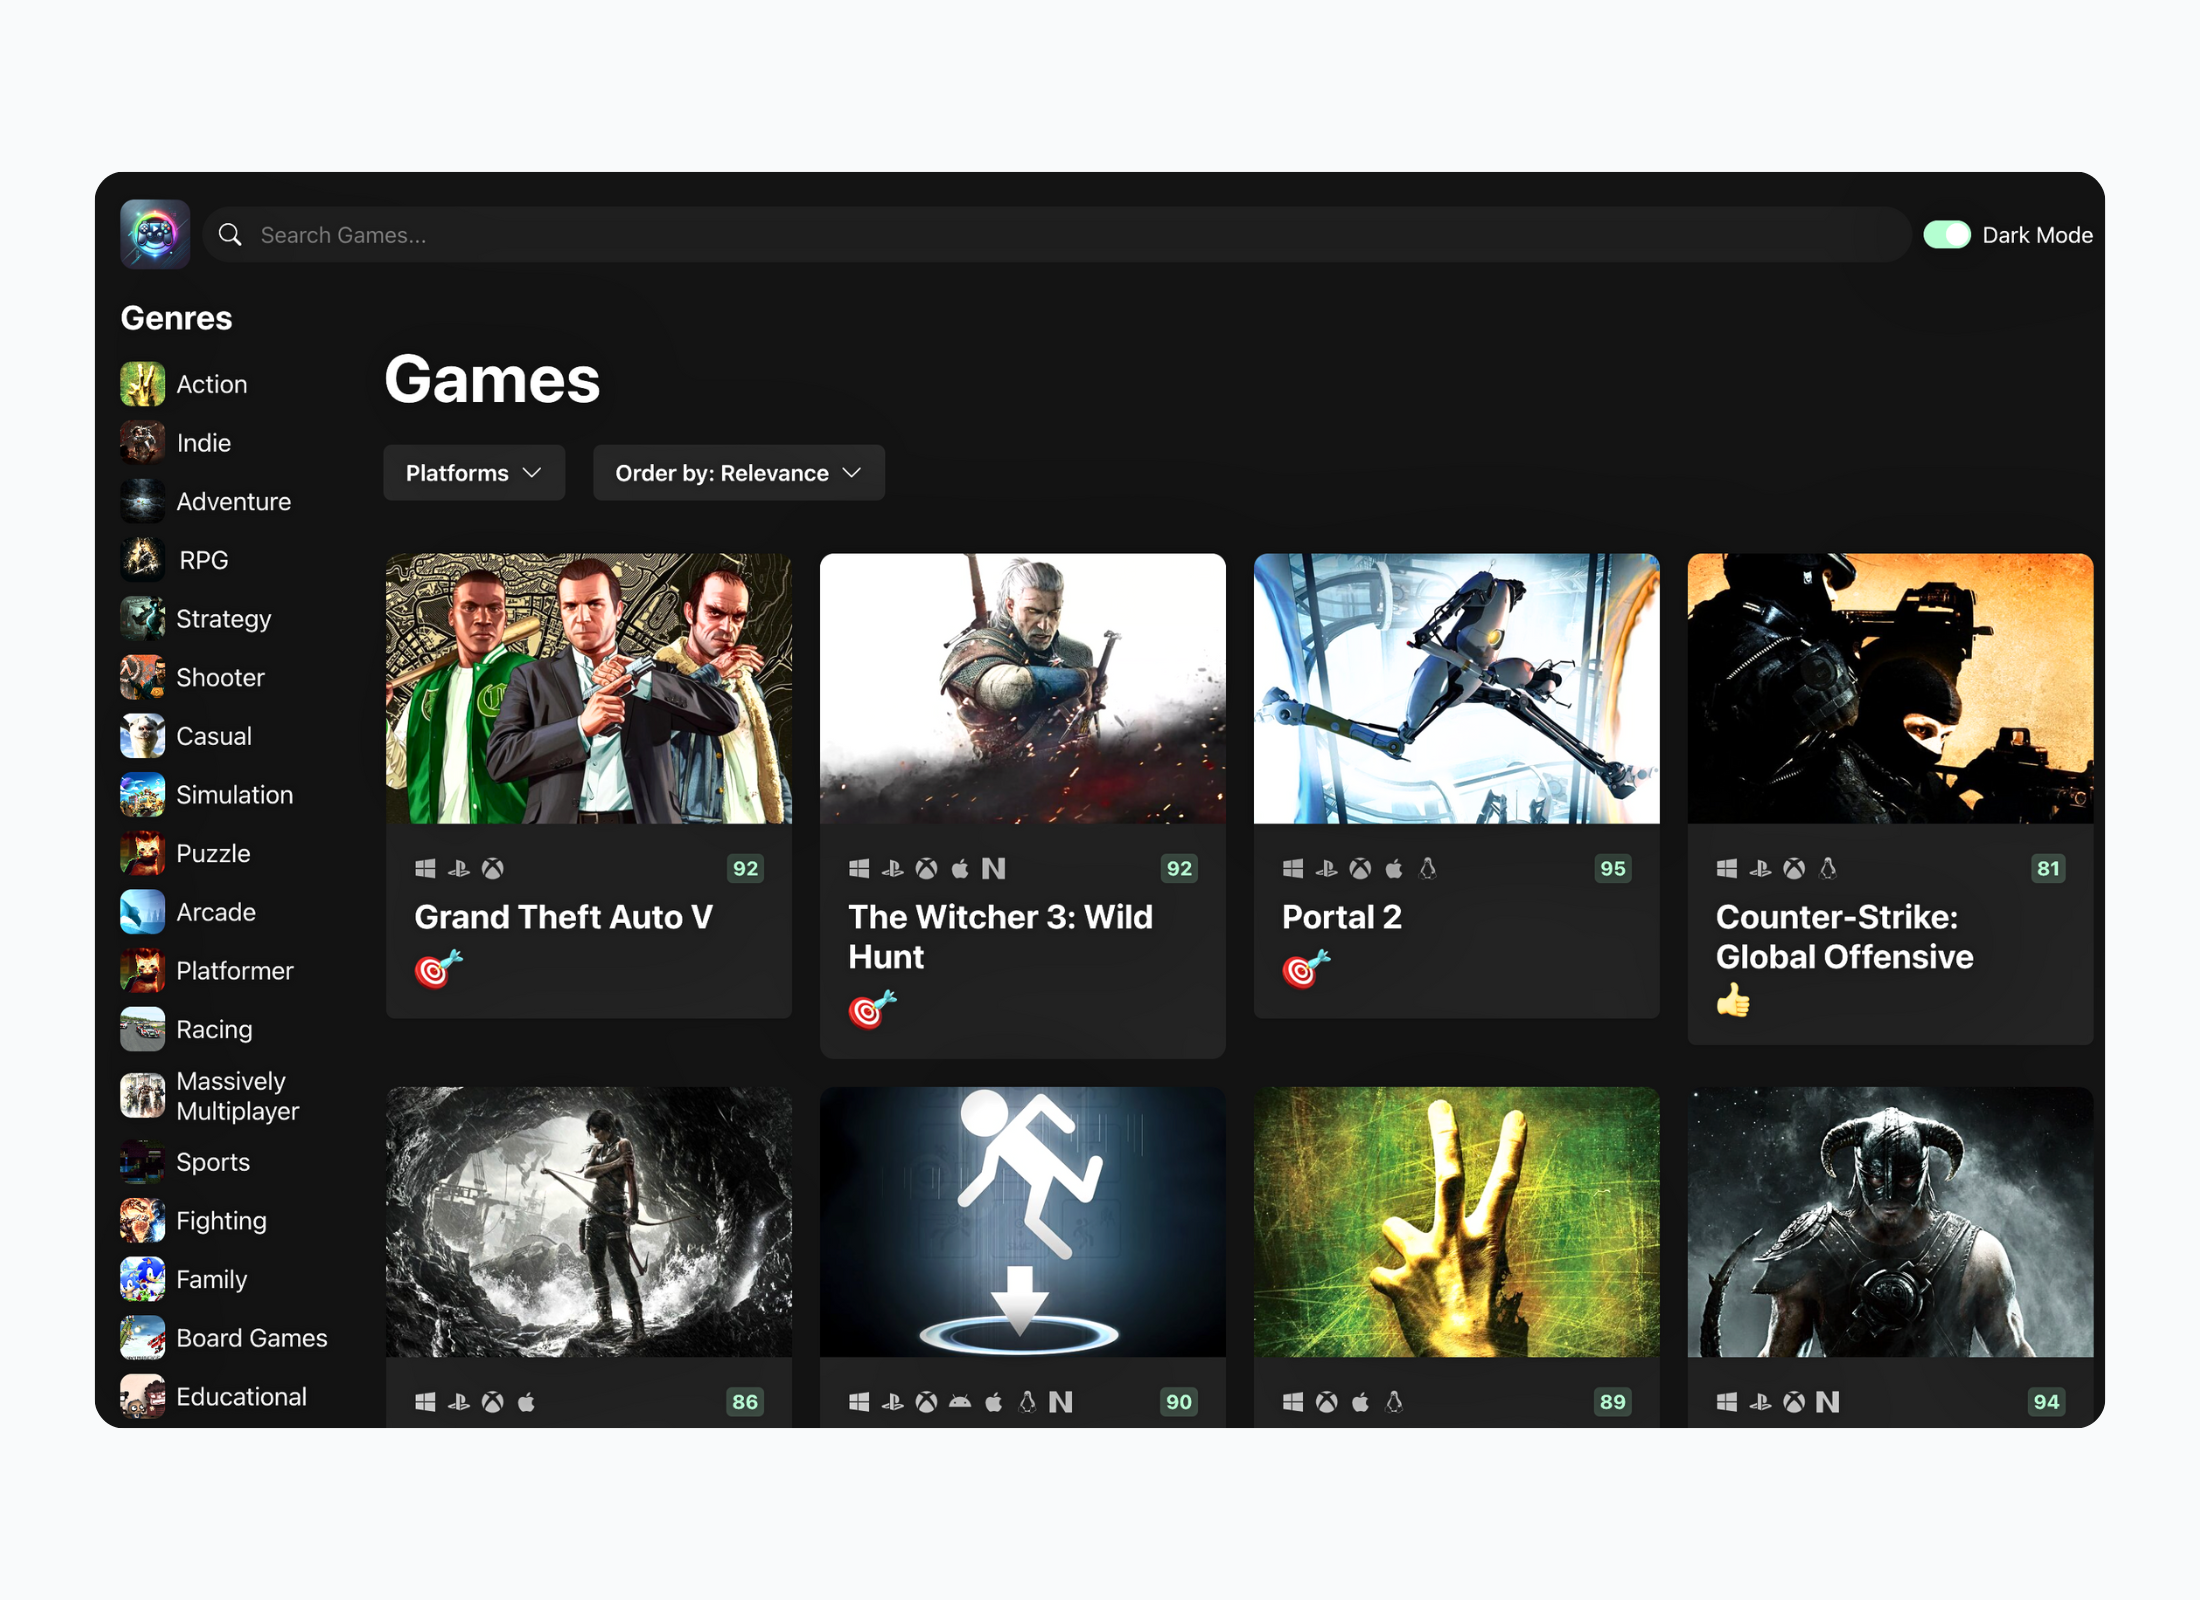 Search Games...
Dark Mode
Genres
Action
Indie
Adventure
RPG
Strategy
Shooter
Casual
Simulation
Puzzle
Arcade
Platformer
Racing
Massively
Multiplayer
Sports
Fighting
Family
Board Games
Educational
Games
Platforms
Order by: Relevance
92
Grand Theft Auto V
92
The Witcher 3: Wild
Hunt
95
Portal 2
81
Counter-Strike:
Global Offensive
86
90
89
94